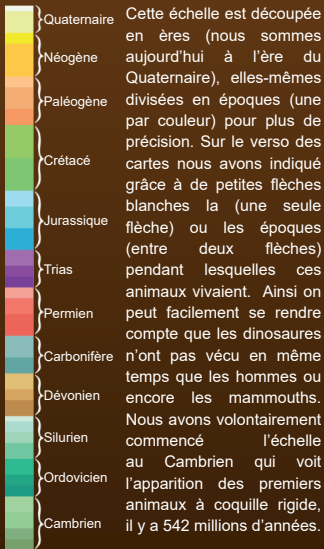 Quaternaire
Néogène
Paléogène
Crétacé
Jurassique
Trias
Permien
Carbonifère
Dévonien
Silurien
Ordovicien
Cambrien
Cette échelle est découpée
en ères (nous sommes
aujourd'hui à l'ère du
Quaternaire), elles-mêmes
divisées en époques (une
par couleur) pour plus de
précision. Sur le verso des
cartes nous avons indiqué
grâce à de petites flèches
blanches la (une seule
flèche) ou les époques
(entre deux flèches)
pendant lesquelles ces
animaux vivaient. Ainsi on
peut facilement se rendre
compte que les dinosaures
n'ont pas vécu en même
temps que les hommes ou
encore les mammouths.
Nous avons volontairement
commencé l'échelle
au Cambrien qui voit
l'apparition des premiers
animaux à coquille rigide,
il y a 542 millions d'années.